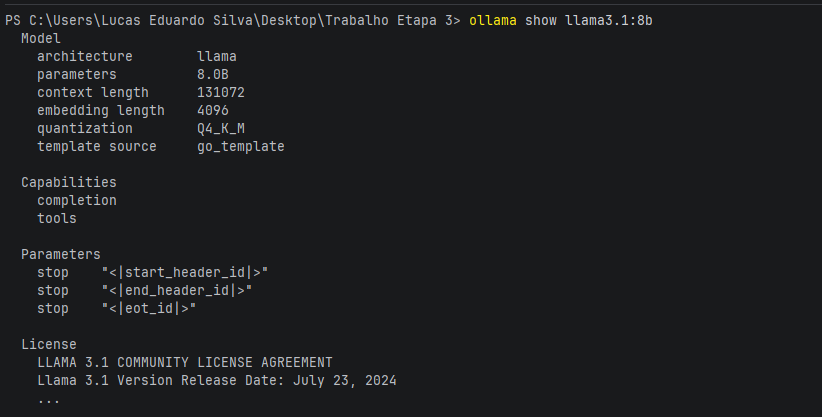 PS C:\Users\Lucas Eduardo Silva\Desktop\Trabalho Etapa 3> ollama show llama3.1:8b
Model
architecture llama
parameters 8.0B
context length 131072
embedding length 4096
quantization Q4_K_M
template source go_template
Capabilities
completion
tools
Parameters
stop "<|start_header_id|>"
stop "<|end_header_id|>"
stop "<|eot_id|>"
License
LLAMA 3.1 COMMUNITY LICENSE AGREEMENT
Llama 3.1 Version Release Date: July 23, 2024
...